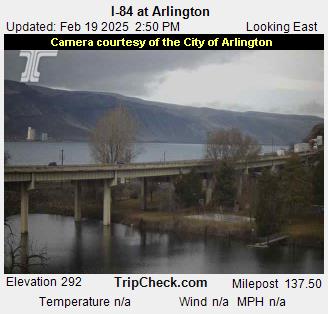 I-84 at Arlington
Updated: Feb 19 2025 2:50 PM Looking East
Camera courtesy of the City of Arlington
Elevation 292 TripCheck.com Milepost 137.50
Temperature n/a Wind n/a MPH n/a